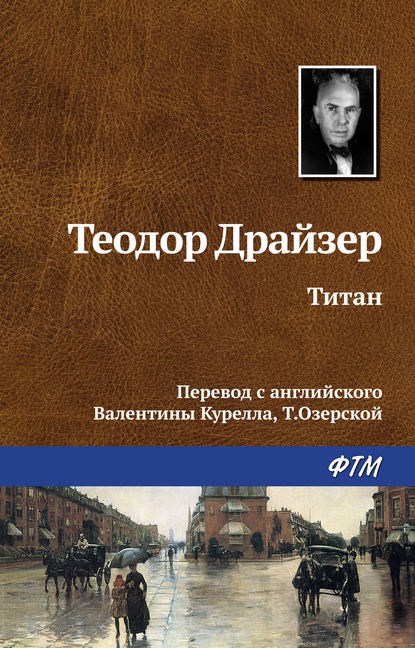 Теодор Драйзер
Титан
Перевод с английского
Валентины Курелла, Т.Озерской
ФТМ